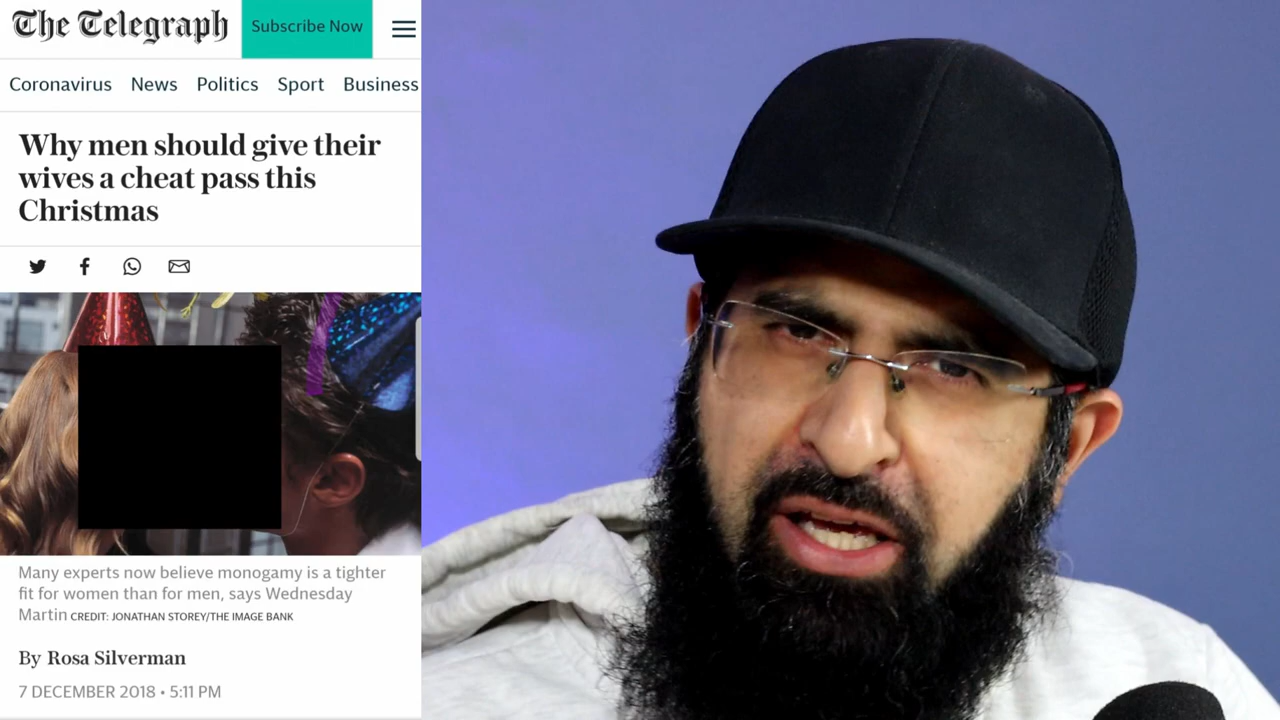 The Telegraph
Subscribe Now
Coronavirus News Politics Sport Business
Why men should give their
wives a cheat pass this
Christmas
Many experts now believe monogamy is a tighter
fit for women than for men, says Wednesday
Martin CREDIT: JONATHAN STOREY/THE IMAGE BANK
By Rosa Silverman
7 DECEMBER 2018 • 5:11 PM